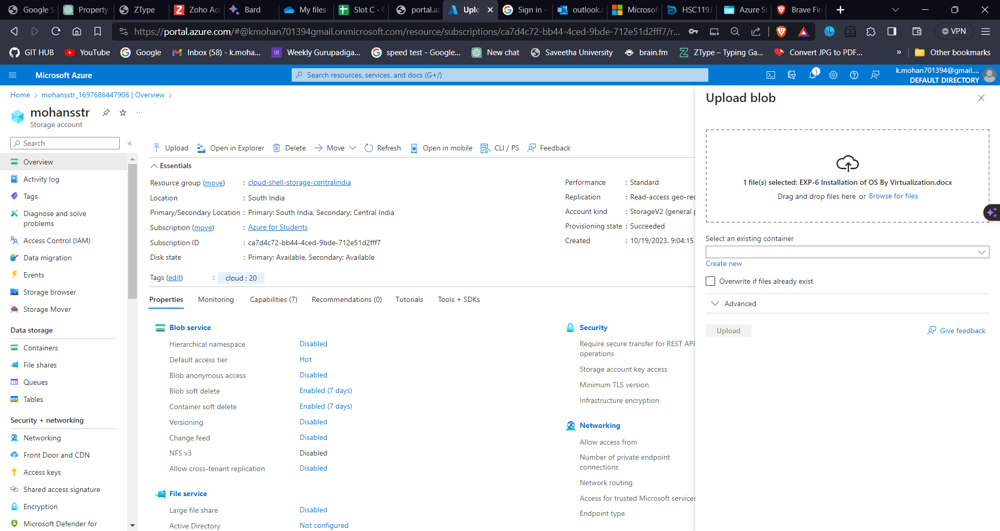 Google S
Property
ZType
Zoho Acc
Bard
My files -
Slot C - C
portal.az
Uplo
Sign in -
outlook.c
Microsof
HSC119J
Azure St
Brave Fire
https://portal.azure.com/#@kmohan701394gmail.onmicrosoft.com/resource/subscriptions/ca7d4c72-bb44-4ced-9bde-712e51d2fff7/r...
VPN
GIT HUB
YouTube
Google
Inbox (58) - k.moha...
Weekly Gurupadiga...
speed test - Google...
New chat
Saveetha University
brain.fm
ZType – Typing Ga...
Convert JPG to PDF...
»
Other bookmarks
Microsoft Azure
Search resources, services, and docs (G+/)
1
k.mohan701394@gmail....
DEFAULT DIRECTORY
Home > mohansstr_1697686447906 | Overview >
mohansstr
Storage account
Search
«
Overview
Activity log
Tags
Diagnose and solve
problems
Access Control (IAM)
Data migration
Events
Storage browser
Storage Mover
Data storage
Containers
File shares
Queues
Tables
Security + networking
Networking
Front Door and CDN
Access keys
Shared access signature
Encryption
Microsoft Defender for
Upload
Open in Explorer
Delete
Move
Refresh
Open in mobile
CLI / PS
Feedback
Essentials
Resource group (move) : cloud-shell-storage-centralindia
Location : South India
Primary/Secondary Location : Primary: South India, Secondary: Central India
Subscription (move) : Azure for Students
Subscription ID : ca7d4c72-bb44-4ced-9bde-712e51d2fff7
Disk state : Primary: Available, Secondary: Available
Tags (edit) : cloud : 20
Performance : Standard
Replication : Read-access geo-rec
Account kind : StorageV2 (general p
Provisioning state : Succeeded
Created : 10/19/2023, 9:04:15
Properties
Monitoring
Capabilities (7)
Recommendations (0)
Tutorials
Tools + SDKs
Blob service
Hierarchical namespace Disabled
Default access tier Hot
Blob anonymous access Disabled
Blob soft delete Enabled (7 days)
Container soft delete Enabled (7 days)
Versioning Disabled
Change feed Disabled
NFS v3 Disabled
Allow cross-tenant replication Disabled
File service
Large file share Disabled
Active Directory Not configured
Security
Require secure transfer for REST API
operations
Storage account key access
Minimum TLS version
Infrastructure encryption
Networking
Allow access from
Number of private endpoint
connections
Network routing
Access for trusted Microsoft services
Endpoint type
Upload blob
1 file(s) selected: EXP-6 Installation of OS By Virtualization.docx
Drag and drop files here or Browse for files
Select an existing container
Create new
Overwrite if files already exist
Advanced
Upload
Give feedback